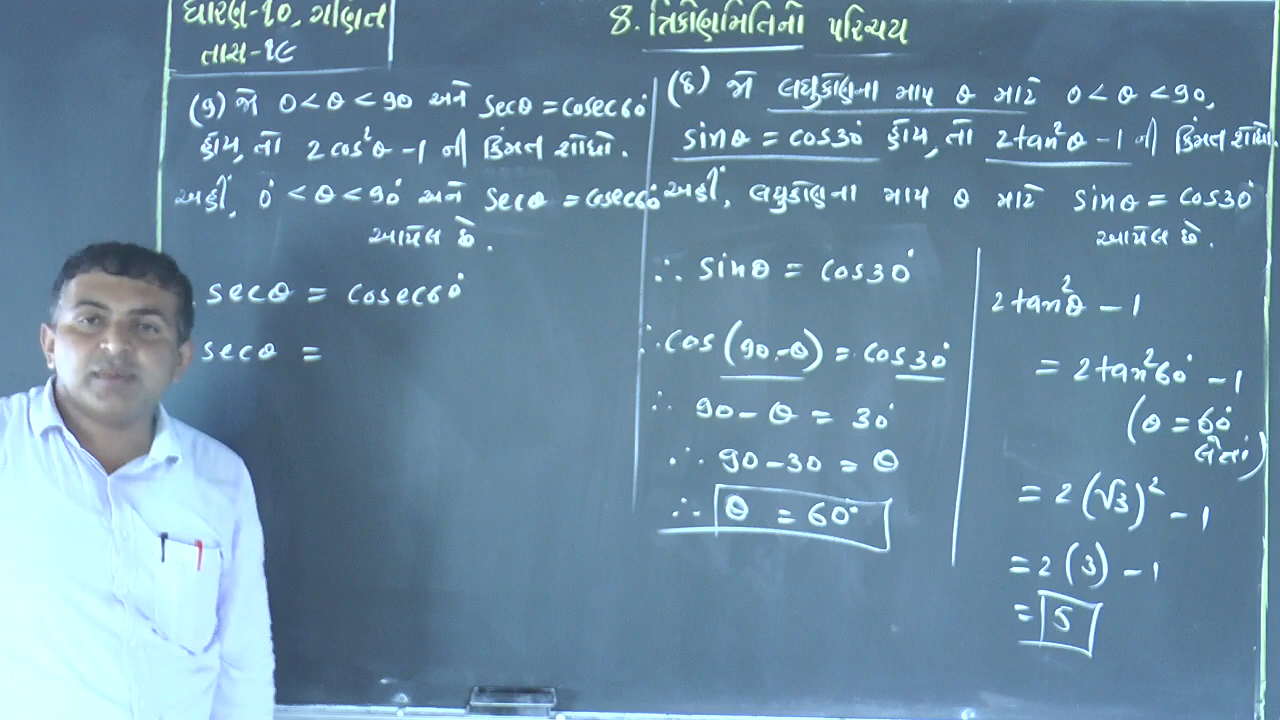 ધોરણ-૧૦, ગણિત
તાસ-૧૯
8. ત્રિકોણમિતિનો પરિચય
(૭) જો 0 < θ < 90 અને secθ = cosec60°
હોય, તો 2cos²θ - 1 ની કિંમત શોધો.
અહીં, 0° < θ < 90° અને secθ = cosec60°
આપેલ છે.
secθ = cosec60°
secθ =
(૮) જો લઘુકોણના માપ θ માટે 0 < θ < 90,
sinθ = cos30° હોય, તો 2tan²θ - 1 ની કિંમત શોધો.
અહીં, લઘુકોણના માપ θ માટે sinθ = cos30°
આપેલ છે.
∴ sinθ = cos30°
∴ cos(90-θ) = cos30°
∴ 90 - θ = 30°
∴ 90 - 30 = θ
∴ θ = 60°
2tan²θ - 1
= 2tan²60° - 1
(θ = 60°
લેતાં)
= 2(√3)² - 1
= 2(3) - 1
= 5